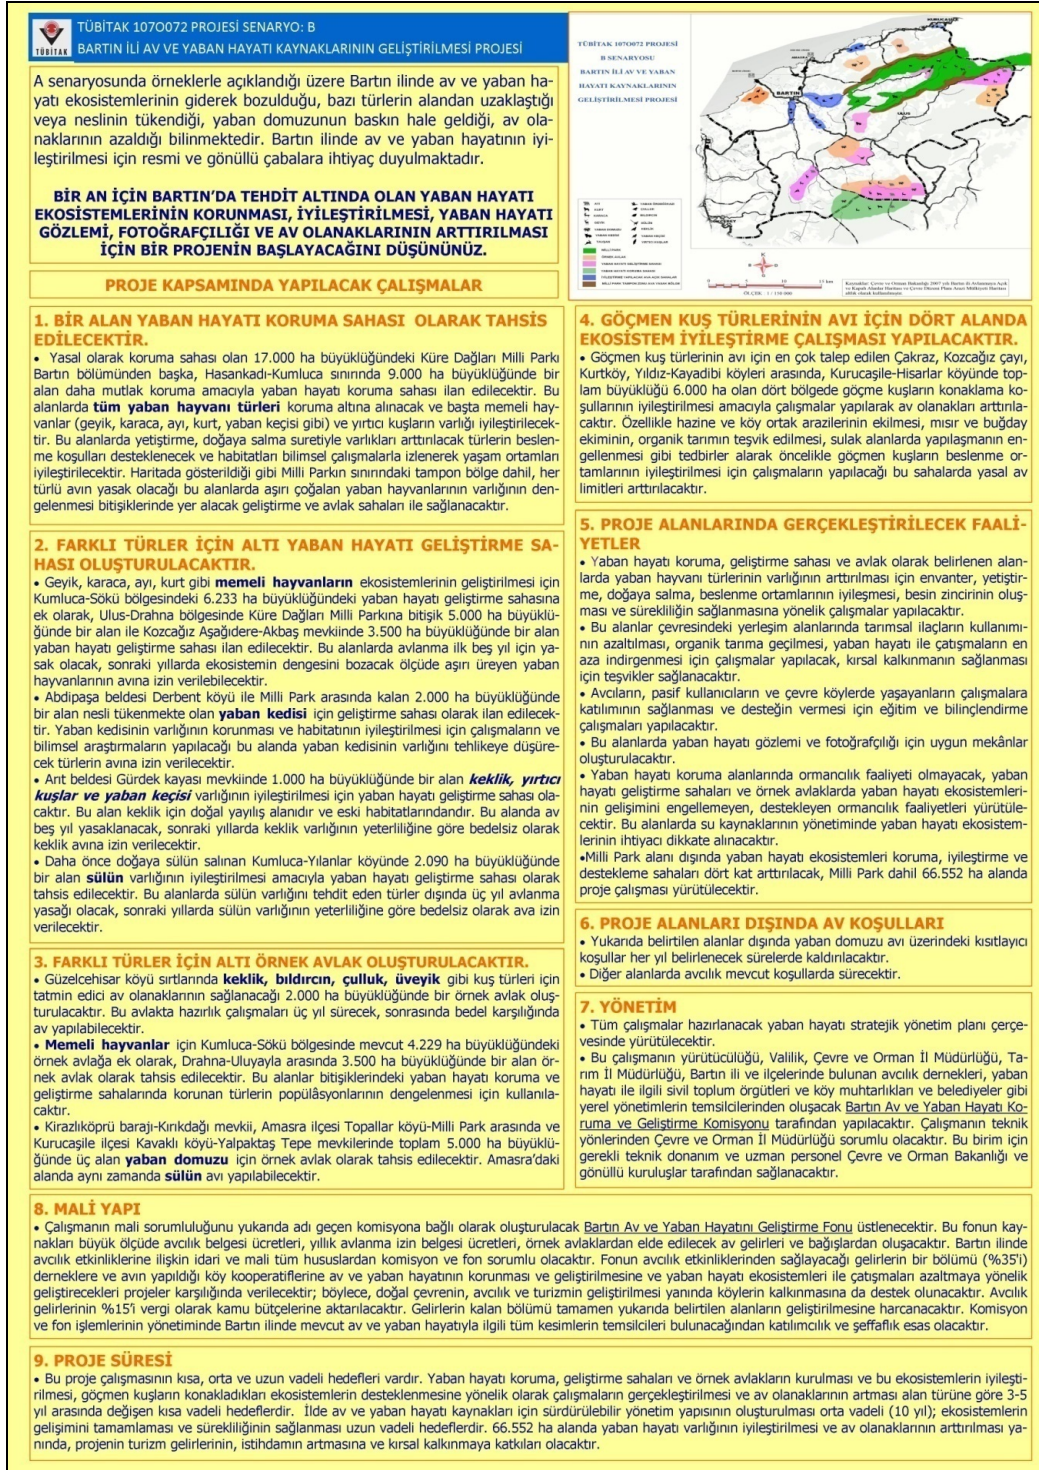 TÜBİTAK
TÜBİTAK 107O072 PROJESİ SENARYO: B
BARTIN İLİ AV VE YABAN HAYATI KAYNAKLARININ GELİŞTİRİLMESİ PROJESİ
A senaryosunda örneklerle açıklandığı üzere Bartın ilinde av ve yaban ha-
yatı ekosistemlerinin giderek bozulduğu, bazı türlerin alandan uzaklaştığı
veya neslinin tükendiği, yaban domuzunun baskın hale geldiği, av ola-
naklarının azaldığı bilinmektedir. Bartın ilinde av ve yaban hayatının iyi-
leştirilmesi için resmi ve gönüllü çabalara ihtiyaç duyulmaktadır.
BİR AN İÇİN BARTIN'DA TEHDİT ALTINDA OLAN YABAN HAYATI
EKOSİSTEMLERİNİN KORUNMASI, İYİLEŞTİRİLMESİ, YABAN HAYATI
GÖZLEMİ, FOTOĞRAFÇILIĞI VE AV OLANAKLARININ ARTTIRILMASI
İÇİN BİR PROJENİN BAŞLAYACAĞINI DÜŞÜNÜNÜZ.
PROJE KAPSAMINDA YAPILACAK ÇALIŞMALAR
TÜBİTAK 107O072 PROJESİ
B SENARYOSU
BARTIN İLİ AV VE YABAN
HAYATI KAYNAKLARININ
GELİŞTİRİLMESİ PROJESİ
BARTIN
ULUS
KURUCAŞİLE
AYI
KURT
KARACA
GEYİK
TAVŞAN
MİLLİ PARK
ÖRNEK AVLAK
YABAN HAYATI GELİŞTİRME SAHASI
YABAN HAYATI KORUMA SAHASI
ÖLÇEK: 1 / 150 000
1. BİR ALAN YABAN HAYATI KORUMA SAHASI OLARAK TAHSİS
EDİLECEKTİR.
• Yasal olarak koruma sahası olan 17.000 ha büyüklüğündeki Küre Dağları Milli Parkı
Bartın bölümünden başka, Hasankadı-Kumluca sınırında 9.000 ha büyüklüğünde bir
alan daha mutlak koruma amacıyla yaban hayatı koruma sahası ilan edilecektir. Bu
alanlarda tüm yaban hayvanı türleri koruma altına alınacak ve başta memeli hay-
vanlar (geyik, karaca, ayı, kurt, yaban keçisi gibi) ve yırtıcı kuşların varlığı iyileştirilecek-
tir. Bu alanlarda yetiştirme, doğaya salma suretiyle varlıkları arttırılacak türlerin beslen-
me koşulları desteklenecek ve habitatları bilimsel çalışmalarla izlenerek yaşam ortamları
iyileştirilecektir. Haritada gösterildiği gibi Milli Parkın sınırındaki tampon bölge dahil, her
türlü avın yasak olacağı bu alanlarda aşırı çoğalan yaban hayvanlarının varlığının den-
gelenmesi bitişiklerinde yer alacak geliştirme ve avlak sahaları ile sağlanacaktır.
2. FARKLI TÜRLER İÇİN ALTI YABAN HAYATI GELİŞTİRME SA-
HASI OLUŞTURULACAKTIR.
• Geyik, karaca, ayı, kurt gibi memeli hayvanların ekosistemlerinin geliştirilmesi için
Kumluca-Sökü bölgesindeki 6.233 ha büyüklüğündeki yaban hayatı geliştirme sahasına
ek olarak, Ulus-Drahna bölgesinde Küre Dağları Milli Parkına bitişik 5.000 ha büyüklü-
ğünde bir alan ile Kozcağız Aşağıdere-Akbaş mevkiinde 3.500 ha büyüklüğünde bir alan
yaban hayatı geliştirme sahası ilan edilecektir. Bu alanlarda avlanma ilk beş yıl için ya-
sak olacak, sonraki yıllarda ekosistemin dengesini bozacak ölçüde aşırı üreyen yaban
hayvanlarının avına izin verilebilecektir.
• Abdipaşa beldesi Derbent köyü ile Milli Park arasında kalan 2.000 ha büyüklüğünde
bir alan nesli tükenmekte olan yaban kedisi için geliştirme sahası olarak ilan edilecek-
tir. Yaban kedisinin varlığının korunması ve habitatının iyileştirilmesi için çalışmaların ve
bilimsel araştırmaların yapılacağı bu alanda yaban kedisinin varlığını tehlikeye düşüre-
cek türlerin avına izin verilecektir.
• Arıt beldesi Gürdek kayası mevkiinde 1.000 ha büyüklüğünde bir alan keklik, yırtıcı
kuşlar ve yaban keçisi varlığının iyileştirilmesi için yaban hayatı geliştirme sahası ola-
caktır. Bu alan keklik için doğal yayılış alanıdır ve eski habitatlarındandır. Bu alanda av
beş yıl yasaklanacak, sonraki yıllarda keklik varlığının yeterliliğine göre bedelsiz olarak
keklik avına izin verilecektir.
• Daha önce doğaya sülün salınan Kumluca-Yılanlar köyünde 2.090 ha büyüklüğünde
bir alan sülün varlığının iyileştirilmesi amacıyla yaban hayatı geliştirme sahası olarak
tahsis edilecektir. Bu alanlarda sülün varlığını tehdit eden türler dışında üç yıl avlanma
yasağı olacak, sonraki yıllarda sülün varlığının yeterliliğine göre bedelsiz olarak ava izin
verilecektir.
3. FARKLI TÜRLER İÇİN ALTI ÖRNEK AVLAK OLUŞTURULACAKTIR.
• Güzelcehisar köyü sırtlarında keklik, bıldırcın, çulluk, üveyik gibi kuş türleri için
tatmin edici av olanaklarının sağlanacağı 2.000 ha büyüklüğünde bir örnek avlak oluş-
turulacaktır. Bu avlakta hazırlık çalışmaları üç yıl sürecek, sonrasında bedel karşılığında
av yapılabilecektir.
• Memeli hayvanlar için Kumluca-Sökü bölgesinde mevcut 4.229 ha büyüklüğündeki
örnek avlağa ek olarak, Drahna-Uluyayla arasında 3.500 ha büyüklüğünde bir alan ör-
nek avlak olarak tahsis edilecektir. Bu alanlar bitişiklerindeki yaban hayatı koruma ve
geliştirme sahalarında korunan türlerin popülâsyonlarının dengelenmesi için kullanıla-
caktır.
• Kirazlıköprü barajı-Kırıkdağı mevkii, Amasra ilçesi Topallar köyü-Milli Park arasında ve
Kurucaşile ilçesi Kavaklı köyü-Yalpaktaş Tepe mevkilerinde toplam 5.000 ha büyüklü-
ğünde üç alan yaban domuzu için örnek avlak olarak tahsis edilecektir. Amasra'daki
alanda aynı zamanda sülün avı yapılabilecektir.
4. GÖÇMEN KUŞ TÜRLERİNİN AVI İÇİN DÖRT ALANDA
EKOSİSTEM İYİLEŞTİRME ÇALIŞMASI YAPILACAKTIR.
• Göçmen kuş türlerinin avı için en çok talep edilen Çakraz, Kozcağız çayı,
Kurtköy, Yıldız-Kayadibi köyleri arasında, Kurucaşile-Hisarlar köyünde top-
lam büyüklüğü 6.000 ha olan dört bölgede göçme kuşların konaklama ko-
şullarının iyileştirilmesi amacıyla çalışmalar yapılarak av olanakları arttırıla-
caktır. Özellikle hazine ve köy ortak arazilerinin ekilmesi, mısır ve buğday
ekiminin, organik tarımın teşvik edilmesi, sulak alanlarda yapılaşmanın en-
gellenmesi gibi tedbirler alarak öncelikle göçmen kuşların beslenme or-
tamlarının iyileştirilmesi için çalışmaların yapılacağı bu sahalarda yasal av
limitleri arttırılacaktır.
5. PROJE ALANLARINDA GERÇEKLEŞTİRİLECEK FAALİ-
YETLER
• Yaban hayatı koruma, geliştirme sahası ve avlak olarak belirlenen alan-
larda yaban hayvanı türlerinin varlığının arttırılması için envanter, yetiştir-
me, doğaya salma, beslenme ortamlarının iyileşmesi, besin zincirinin oluş-
ması ve sürekliliğin sağlanmasına yönelik çalışmalar yapılacaktır.
• Bu alanlar çevresindeki yerleşim alanlarında tarımsal ilaçların kullanımı-
nın azaltılması, organik tarıma geçilmesi, yaban hayatı ile çatışmaların en
aza indirgenmesi için çalışmalar yapılacak, kırsal kalkınmanın sağlanması
için teşvikler sağlanacaktır.
• Avcıların, pasif kullanıcıların ve çevre köylerde yaşayanların çalışmalara
katılımının sağlanması ve desteğin vermesi için eğitim ve bilinçlendirme
çalışmaları yapılacaktır.
• Bu alanlarda yaban hayatı gözlemi ve fotoğrafçılığı için uygun mekânlar
oluşturulacaktır.
• Yaban hayatı koruma alanlarında ormancılık faaliyeti olmayacak, yaban
hayatı geliştirme sahaları ve örnek avlaklarda yaban hayatı ekosistemleri-
nin gelişimini engellemeyen, destekleyen ormancılık faaliyetleri yürütüle-
cektir. Bu alanlarda su kaynaklarının yönetiminde yaban hayatı ekosistem-
lerinin ihtiyacı dikkate alınacaktır.
•Milli Park alanı dışında yaban hayatı ekosistemleri koruma, iyileştirme ve
destekleme sahaları dört kat arttırılacak, Milli Park dahil 66.552 ha alanda
proje çalışması yürütülecektir.
6. PROJE ALANLARI DIŞINDA AV KOŞULLARI
• Yukarıda belirtilen alanlar dışında yaban domuzu avı üzerindeki kısıtlayıcı
koşullar her yıl belirlenecek sürelerde kaldırılacaktır.
• Diğer alanlarda avcılık mevcut koşullarda sürecektir.
7. YÖNETİM
• Tüm çalışmalar hazırlanacak yaban hayatı stratejik yönetim planı çerçe-
vesinde yürütülecektir.
• Bu çalışmanın yürütücülüğü, Valilik, Çevre ve Orman İl Müdürlüğü, Ta-
rım İl Müdürlüğü, Bartın ili ve ilçelerinde bulunan avcılık dernekleri, yaban
hayatı ile ilgili sivil toplum örgütleri ve köy muhtarlıkları ve belediyeler gibi
yerel yönetimlerin temsilcilerinden oluşacak Bartın Av ve Yaban Hayatı Ko-
ruma ve Geliştirme Komisyonu tarafından yapılacaktır. Çalışmanın teknik
yönlerinden Çevre ve Orman İl Müdürlüğü sorumlu olacaktır. Bu birim için
gerekli teknik donanım ve uzman personel Çevre ve Orman Bakanlığı ve
gönüllü kuruluşlar tarafından sağlanacaktır.
8. MALİ YAPI
• Çalışmanın mali sorumluluğunu yukarıda adı geçen komisyona bağlı olarak oluşturulacak Bartın Av ve Yaban Hayatını Geliştirme Fonu üstlenecektir. Bu fonun kay-
nakları büyük ölçüde avcılık belgesi ücretleri, yıllık avlanma izin belgesi ücretleri, örnek avlaklardan elde edilecek av gelirleri ve bağışlardan oluşacaktır. Bartın ilinde
avcılık etkinliklerine ilişkin idari ve mali tüm hususlardan komisyon ve fon sorumlu olacaktır. Fonun avcılık etkinliklerinden sağlayacağı gelirlerin bir bölümü (%35'i)
derneklere ve avın yapıldığı köy kooperatiflerine av ve yaban hayatının korunması ve geliştirilmesine ve yaban hayatı ekosistemleri ile çatışmaları azaltmaya yönelik
geliştirecekleri projeler karşılığında verilecektir; böylece, doğal çevrenin, avcılık ve turizmin geliştirilmesi yanında köylerin kalkınmasına da destek olunacaktır. Avcılık
gelirlerinin %15'i vergi olarak kamu bütçelerine aktarılacaktır. Gelirlerin kalan bölümü tamamen yukarıda belirtilen alanların geliştirilmesine harcanacaktır. Komisyon
ve fon işlemlerinin yönetiminde Bartın ilinde mevcut av ve yaban hayatıyla ilgili tüm kesimlerin temsilcileri bulunacağından katılımcılık ve şeffaflık esas olacaktır.
9. PROJE SÜRESİ
• Bu proje çalışmasının kısa, orta ve uzun vadeli hedefleri vardır. Yaban hayatı koruma, geliştirme sahaları ve örnek avlakların kurulması ve bu ekosistemlerin iyileşti-
rilmesi, göçmen kuşların konakladıkları ekosistemlerin desteklenmesine yönelik olarak çalışmaların gerçekleştirilmesi ve av olanaklarının artması alan türüne göre 3-5
yıl arasında değişen kısa vadeli hedeflerdir. İlde av ve yaban hayatı kaynakları için sürdürülebilir yönetim yapısının oluşturulması orta vadeli (10 yıl); ekosistemlerin
gelişimini tamamlaması ve sürekliliğinin sağlanması uzun vadeli hedeflerdir. 66.552 ha alanda yaban hayatı varlığının iyileştirilmesi ve av olanaklarının arttırılması ya-
nında, projenin turizm gelirlerinin, istihdamın artmasına ve kırsal kalkınmaya katkıları olacaktır.